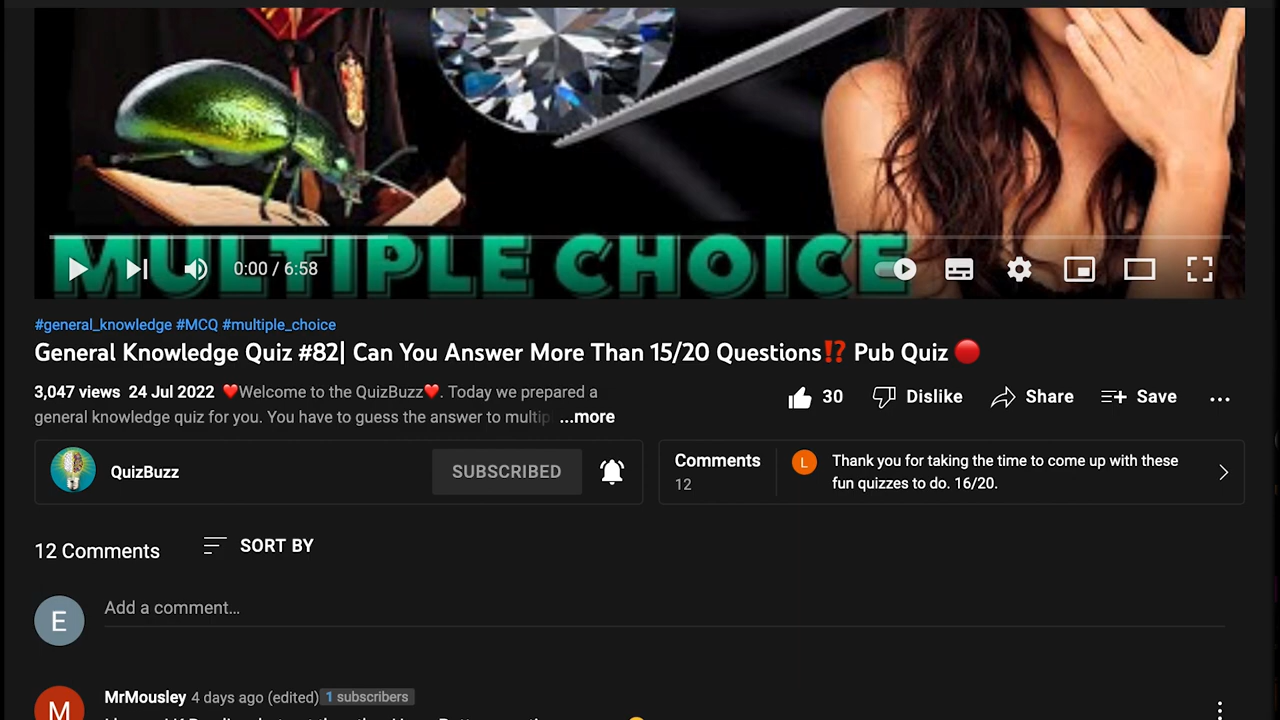 MULTIPLE CHOICE
0:00 / 6:58
#general_knowledge #MCQ #multiple_choice
General Knowledge Quiz #82| Can You Answer More Than 15/20 Questions⁉️ Pub Quiz 🔴
3,047 views 24 Jul 2022 ❤️Welcome to the QuizBuzz❤️. Today we prepared a
general knowledge quiz for you. You have to guess the answer to multip ...more
30 Dislike Share Save
QuizBuzz
SUBSCRIBED
Comments
12
L
Thank you for taking the time to come up with these
fun quizzes to do. 16/20.
12 Comments
SORT BY
E
Add a comment...
M
MrMousley 4 days ago (edited) 1 subscribers